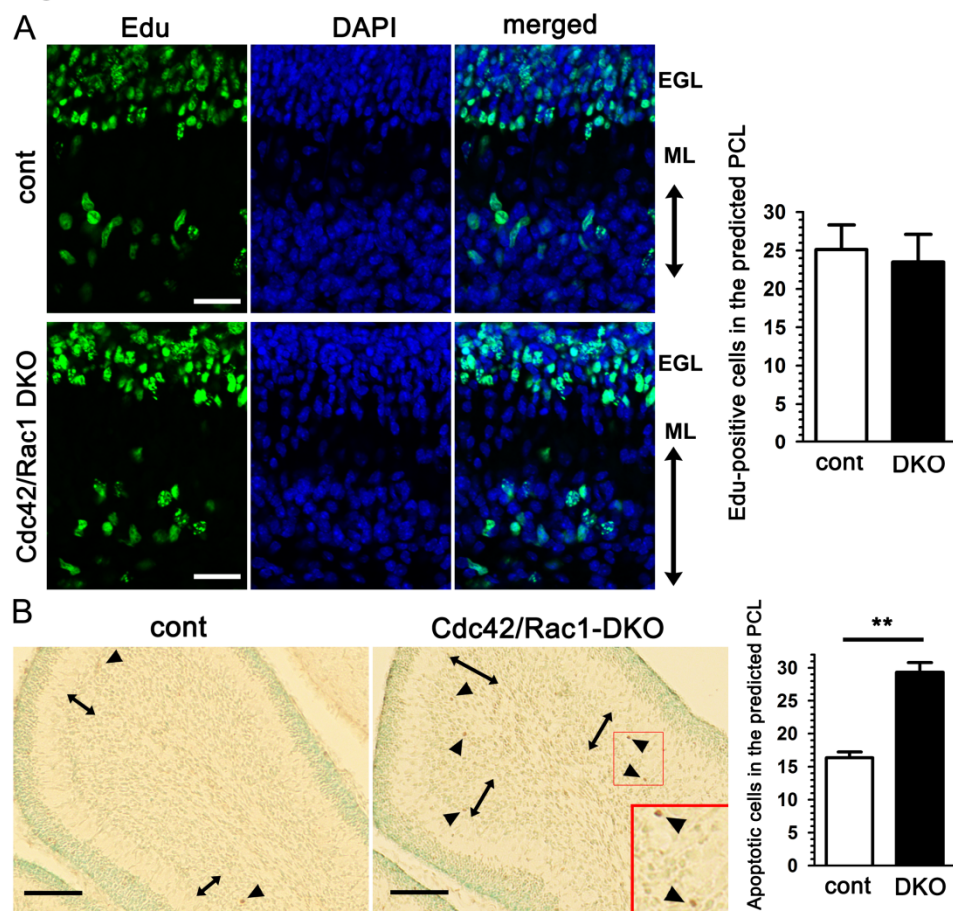 A
Edu
DAPI
merged
cont
EGL
ML
Cdc42/Rac1 DKO
EGL
ML
Edu-positive cells in the predicted PCL
30
25
20
15
10
5
0
cont
DKO
B
cont
Cdc42/Rac1-DKO
Apoptotic cells in the predicted PCL
**
30
25
20
15
10
5
0
cont
DKO